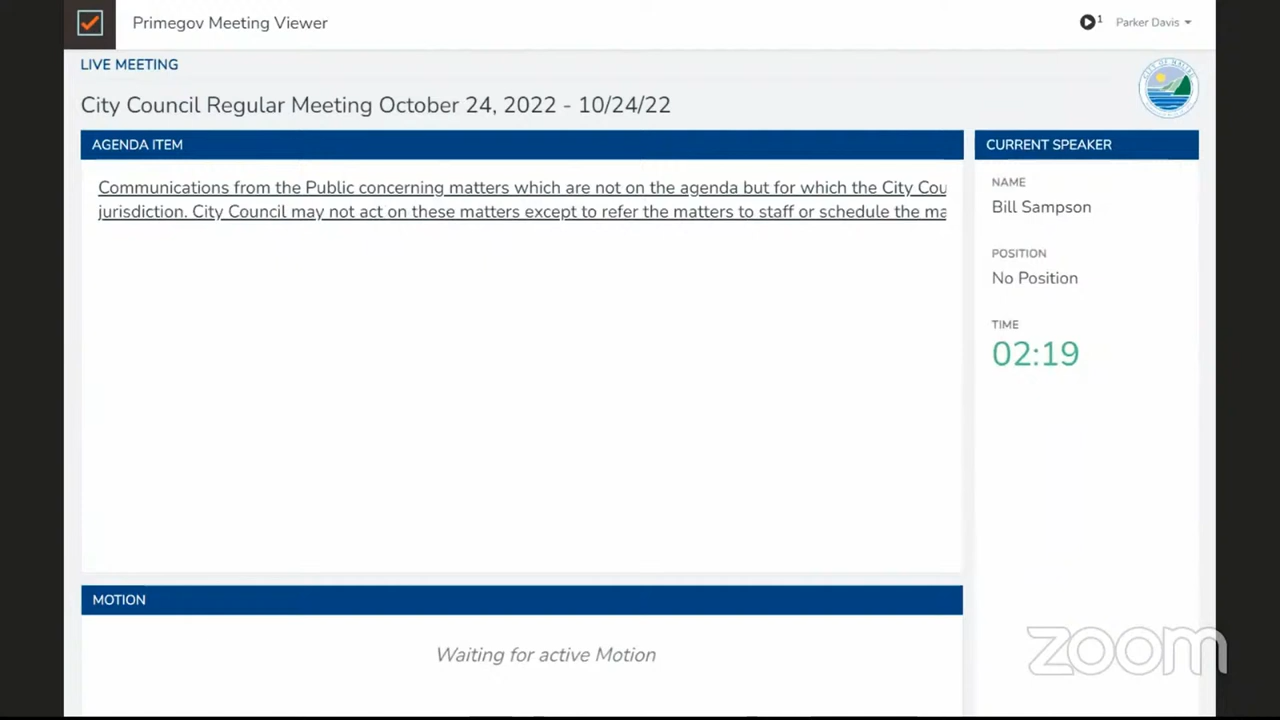 Primegov Meeting Viewer
1
Parker Davis
LIVE MEETING
City Council Regular Meeting October 24, 2022 - 10/24/22
AGENDA ITEM
CURRENT SPEAKER
Communications from the Public concerning matters which are not on the agenda but for which the City Cou
jurisdiction. City Council may not act on these matters except to refer the matters to staff or schedule the ma
NAME
Bill Sampson
POSITION
No Position
TIME
02:19
MOTION
Waiting for active Motion
zoom